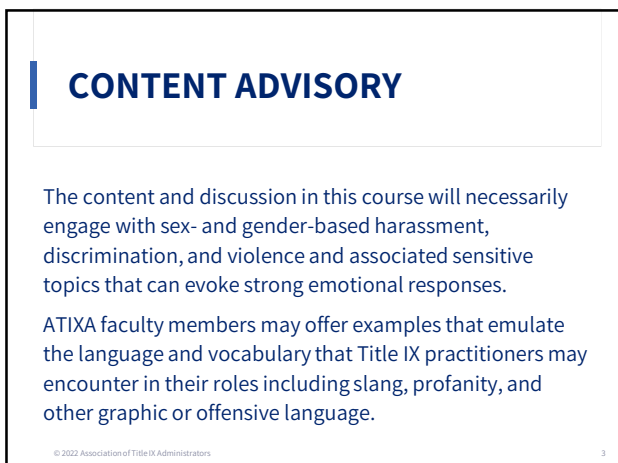 CONTENT ADVISORY
The content and discussion in this course will necessarily
engage with sex- and gender-based harassment,
discrimination, and violence and associated sensitive
topics that can evoke strong emotional responses.
ATIXA faculty members may offer examples that emulate
the language and vocabulary that Title IX practitioners may
encounter in their roles including slang, profanity, and
other graphic or offensive language.
© 2022 Association of Title IX Administrators
3